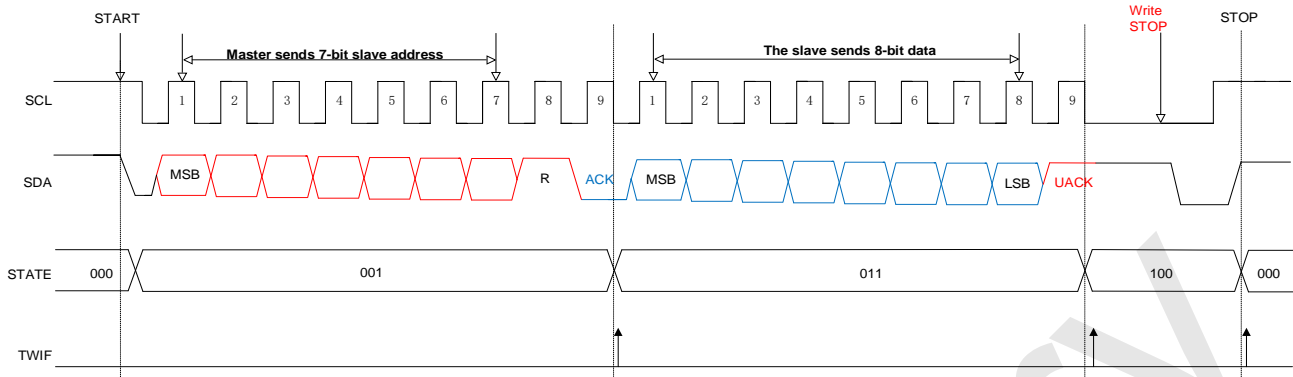 START
Write
STOP
STOP
Master sends 7-bit slave address
The slave sends 8-bit data
SCL
1 2 3 4 5 6 7 8 9 1 2 3 4 5 6 7 8 9
SDA
MSB R ACK MSB LSB UACK
STATE 000 001 011 100 000
TWIF